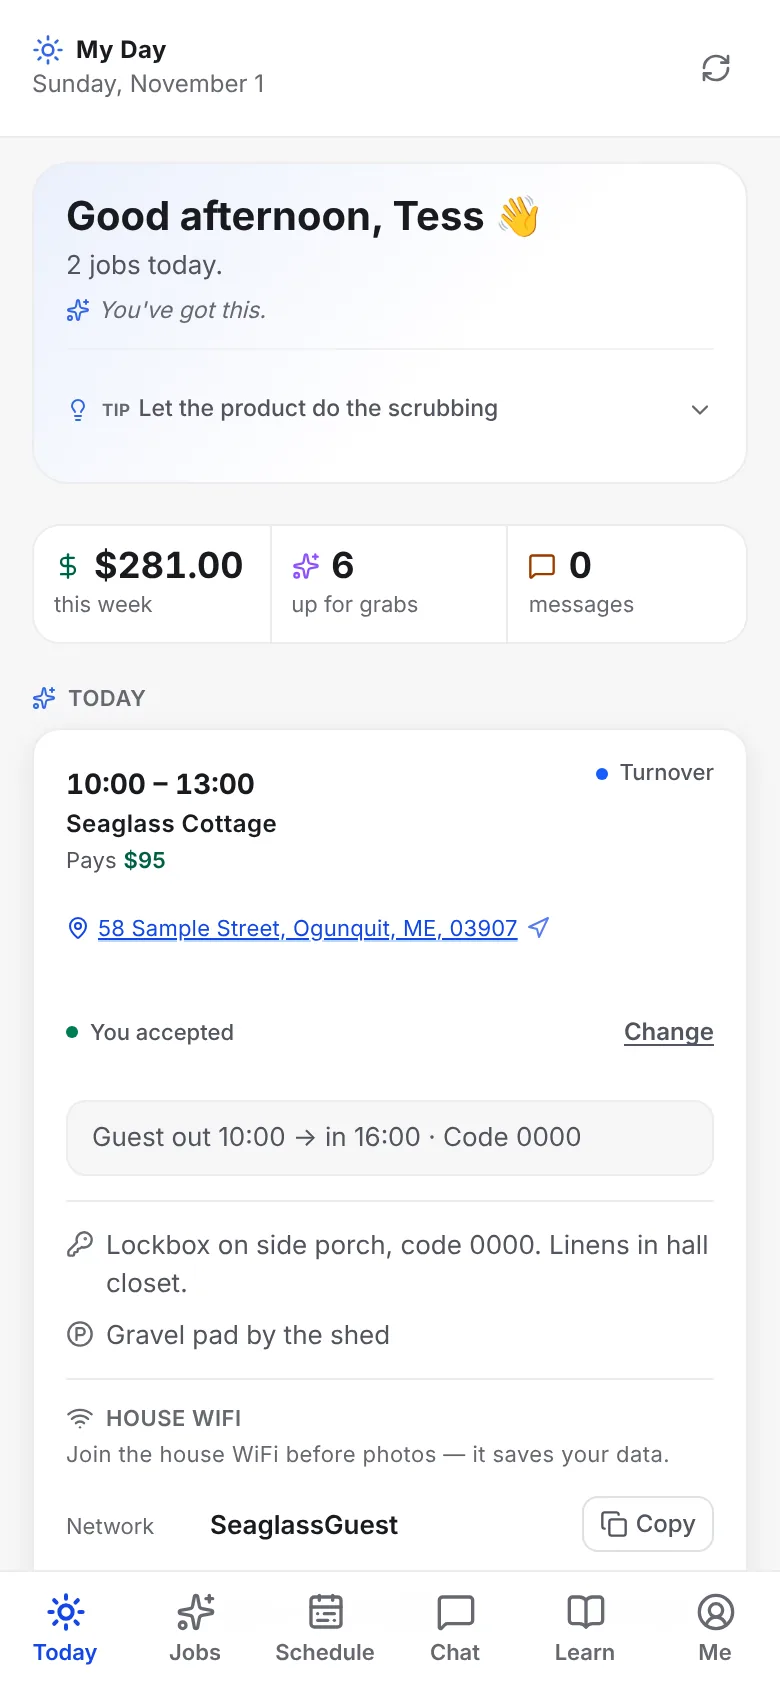 My Day
Sunday, November 1
Good afternoon, Tess 👋
2 jobs today.
You've got this.
TIP Let the product do the scrubbing
$281.00
this week
6
up for grabs
0
messages
TODAY
10:00 – 13:00
Turnover
Seaglass Cottage
Pays $95
58 Sample Street, Ogunquit, ME, 03907
You accepted
Change
Guest out 10:00 → in 16:00 · Code 0000
Lockbox on side porch, code 0000. Linens in hall
closet.
Gravel pad by the shed
HOUSE WIFI
Join the house WiFi before photos — it saves your data.
Network
SeaglassGuest
Copy
Today
Jobs
Schedule
Chat
Learn
Me